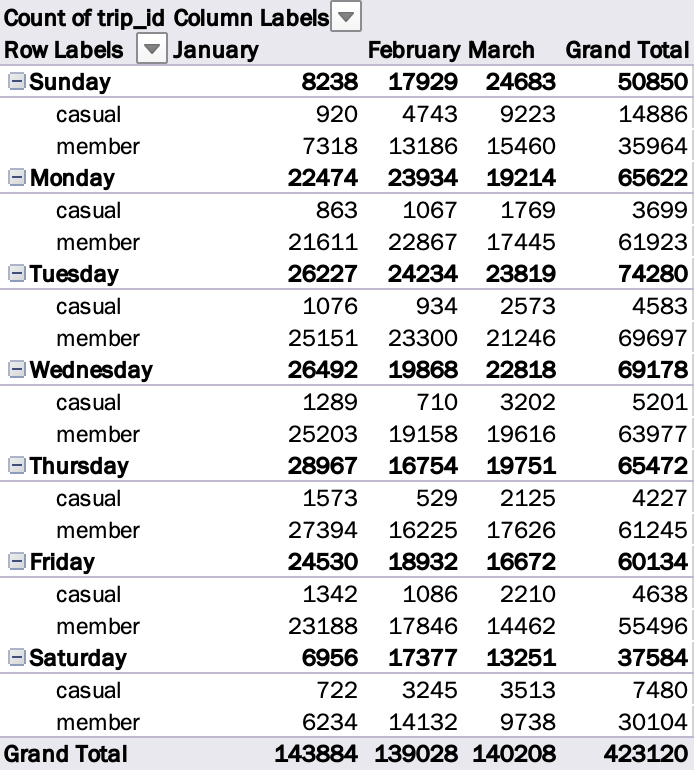 Count of trip_id Column Labels
Row Labels January February March Grand Total
Sunday 8238 17929 24683 50850
casual 920 4743 9223 14886
member 7318 13186 15460 35964
Monday 22474 23934 19214 65622
casual 863 1067 1769 3699
member 21611 22867 17445 61923
Tuesday 26227 24234 23819 74280
casual 1076 934 2573 4583
member 25151 23300 21246 69697
Wednesday 26492 19868 22818 69178
casual 1289 710 3202 5201
member 25203 19158 19616 63977
Thursday 28967 16754 19751 65472
casual 1573 529 2125 4227
member 27394 16225 17626 61245
Friday 24530 18932 16672 60134
casual 1342 1086 2210 4638
member 23188 17846 14462 55496
Saturday 6956 17377 13251 37584
casual 722 3245 3513 7480
member 6234 14132 9738 30104
Grand Total 143884 139028 140208 423120